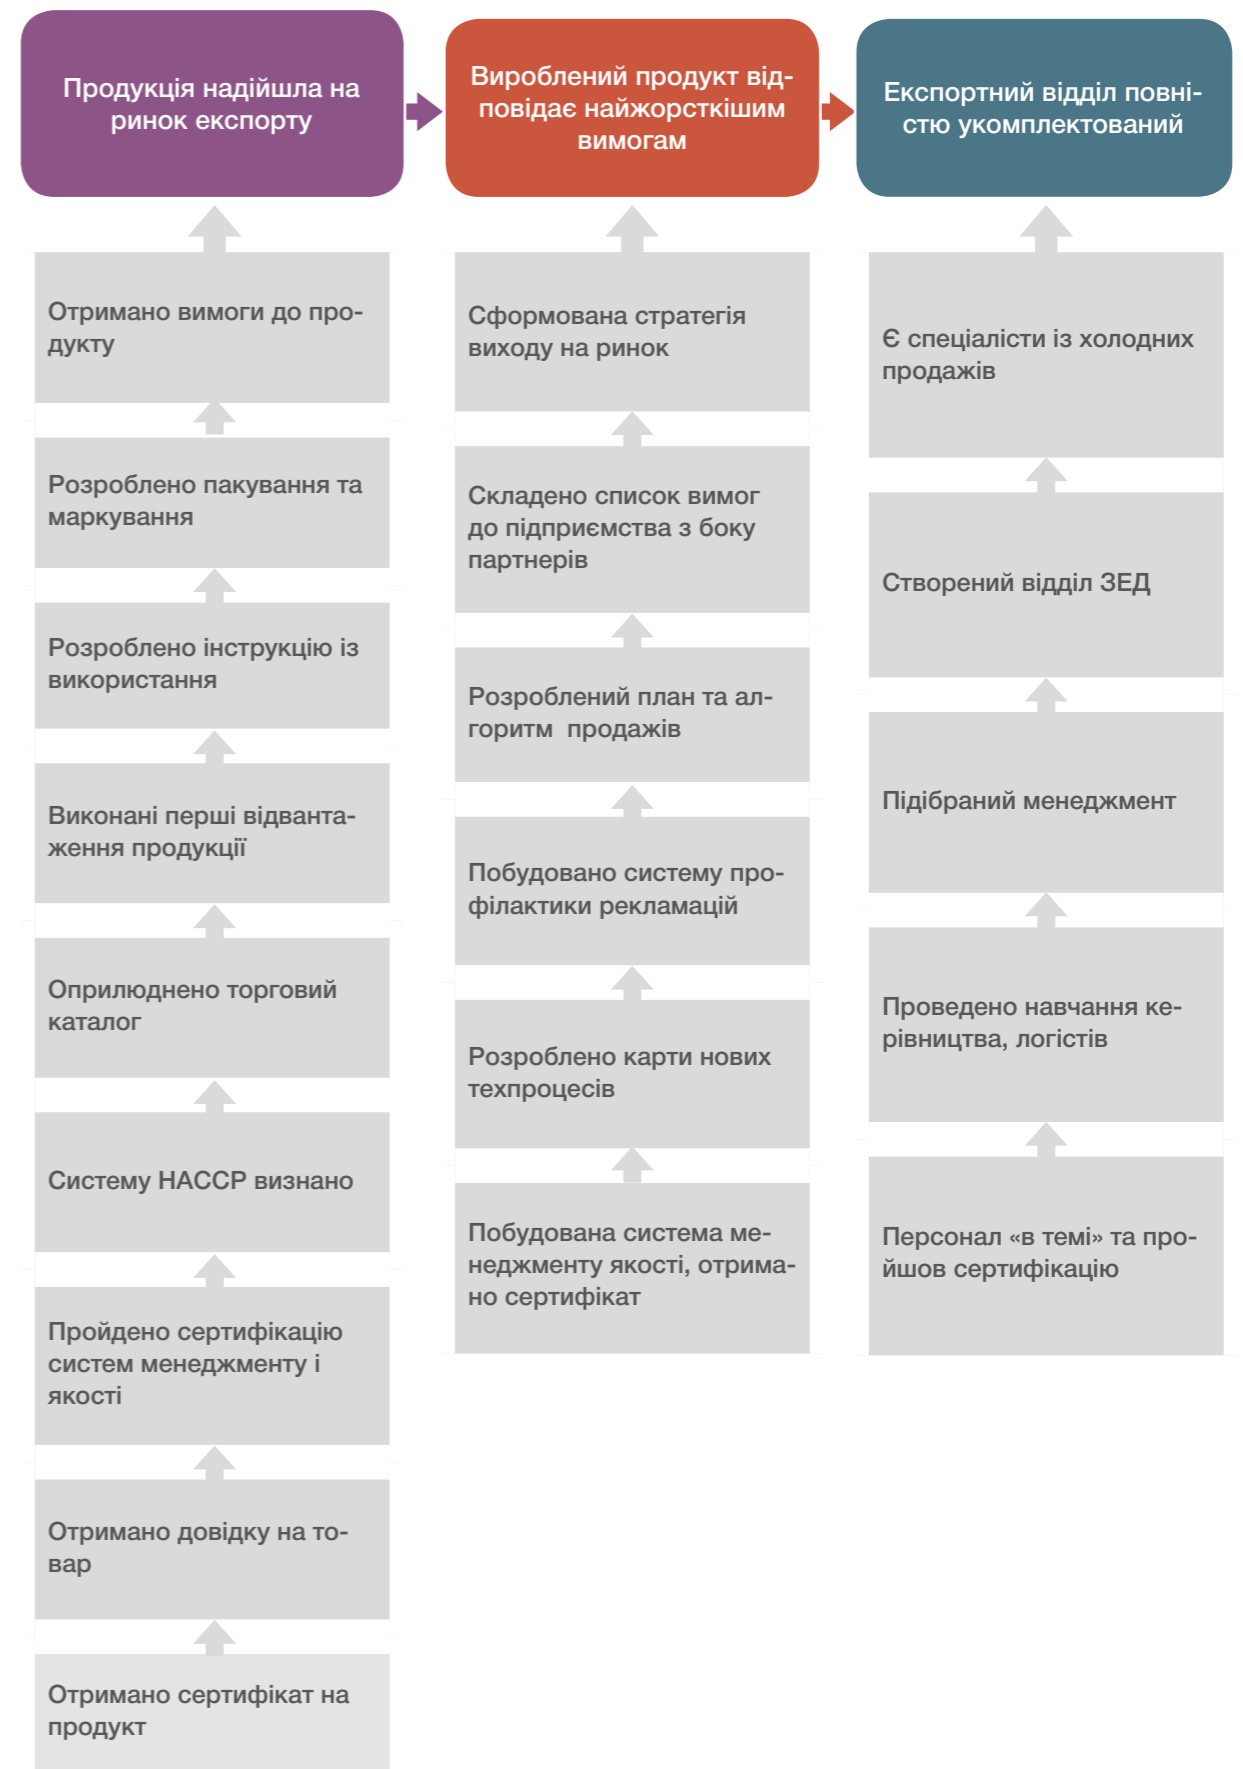 Продукція надійшла на
ринок експорту
Вироблений продукт від-
повідає найжорсткішим
вимогам
Експортний відділ повні-
стю укомплектований
Отримано вимоги до про-
дукту
Розроблено пакування та
маркування
Розроблено інструкцію із
використання
Виконані перші відванта-
ження продукції
Оприлюднено торговий
каталог
Систему НАССР визнано
Пройдено сертифікацію
систем менеджменту і
якості
Отримано довідку на то-
вар
Отримано сертифікат на
продукт
Сформована стратегія
виходу на ринок
Складено список вимог
до підприємства з боку
партнерів
Розроблений план та ал-
горитм продажів
Побудовано систему про-
філактики рекламацій
Розроблено карти нових
техпроцесів
Побудована система ме-
неджменту якості, отрима-
но сертифікат
Є спеціалісти із холодних
продажів
Створений відділ ЗЕД
Підібраний менеджмент
Проведено навчання ке-
рівництва, логістів
Персонал «в темі» та про-
йшов сертифікацію